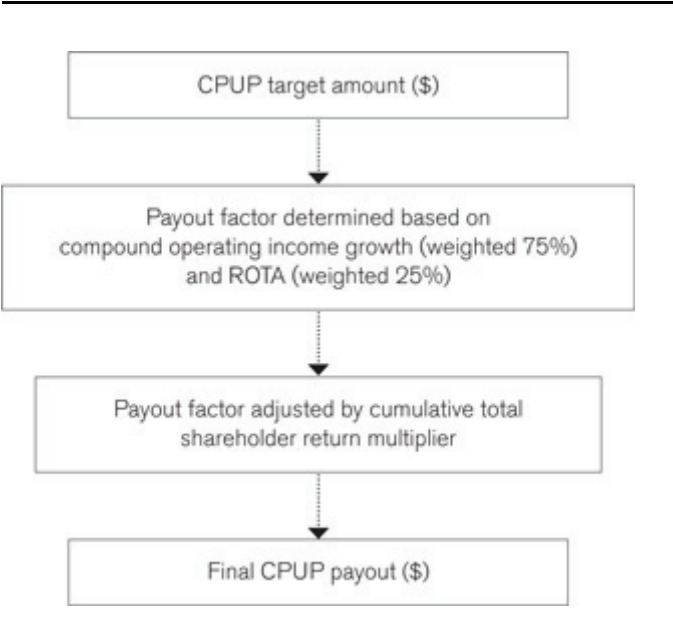 CPUP target amount ($)
Payout factor determined based on
compound operating income growth (weighted 75%)
and ROTA (weighted 25%)
Payout factor adjusted by cumulative total
shareholder return multiplier
Final CPUP payout ($)